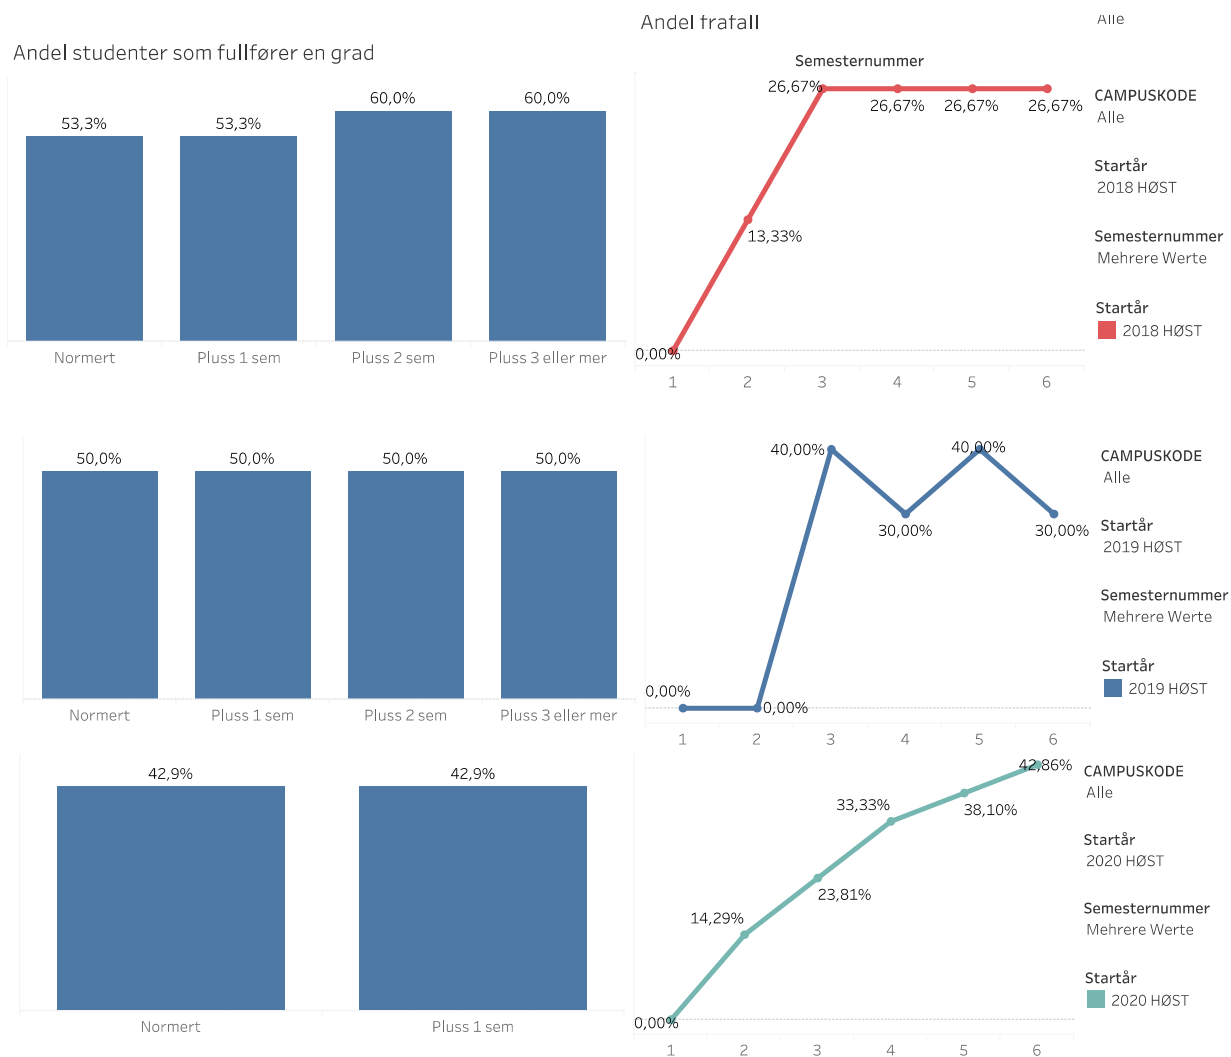 Andel studenter som fullfører en grad
53,3%
53,3%
60,0%
60,0%
Normert
Pluss 1 sem
Pluss 2 sem
Pluss 3 eller mer
Andel frafall
Semesternummer
26,67%
26,67%
26,67%
26,67%
13,33%
0,00%
1
2
3
4
5
6
Alle
CAMPUSKODE
Alle
Startår
2018 HØST
Semesternummer
Mehrere Werte
Startår
2018 HØST
50,0%
50,0%
50,0%
50,0%
Normert
Pluss 1 sem
Pluss 2 sem
Pluss 3 eller mer
40,00%
40,00%
30,00%
30,00%
0,00%
0,00%
1
2
3
4
5
6
CAMPUSKODE
Alle
Startår
2019 HØST
Semesternummer
Mehrere Werte
Startår
2019 HØST
42,9%
42,9%
Normert
Pluss 1 sem
42,86%
38,10%
33,33%
23,81%
14,29%
0,00%
1
2
3
4
5
6
CAMPUSKODE
Alle
Startår
2020 HØST
Semesternummer
Mehrere Werte
Startår
2020 HØST